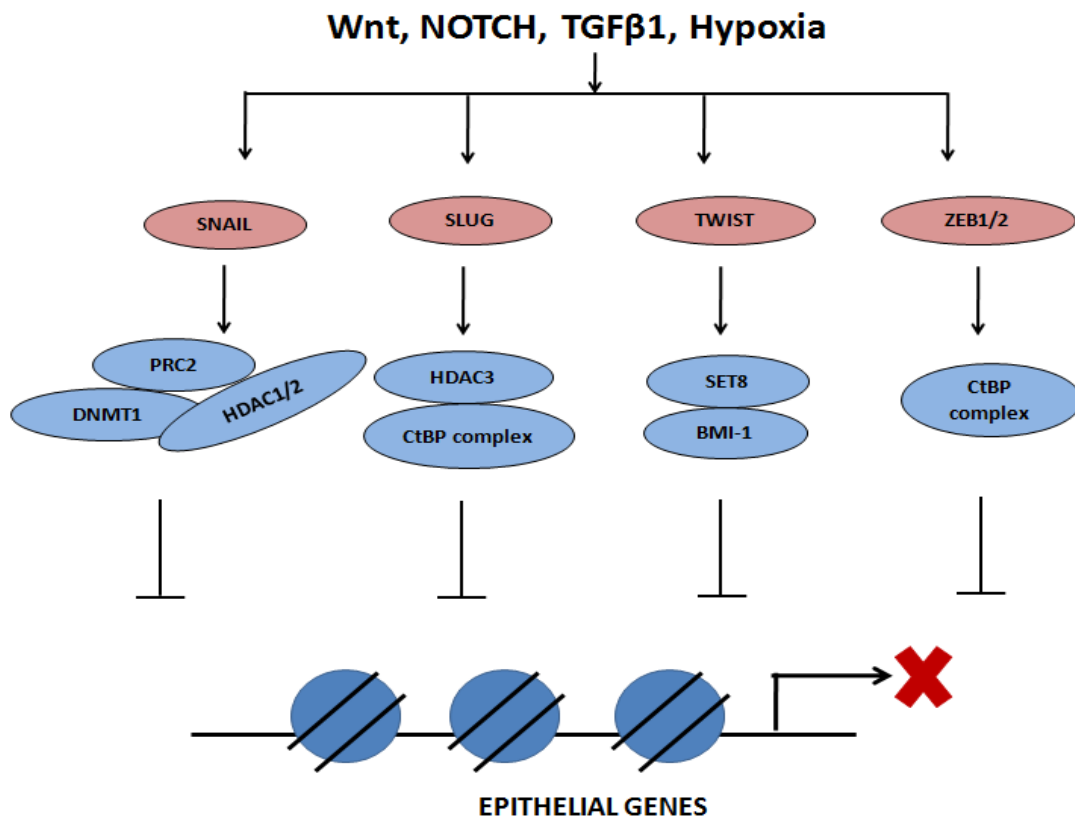 Wnt, NOTCH, TGFβ1, Hypoxia
SNAIL
SLUG
TWIST
ZEB1/2
PRC2
DNMT1
HDAC1/2
HDAC3
CtBP complex
SET8
BMI-1
CtBP
complex
EPITHELIAL GENES